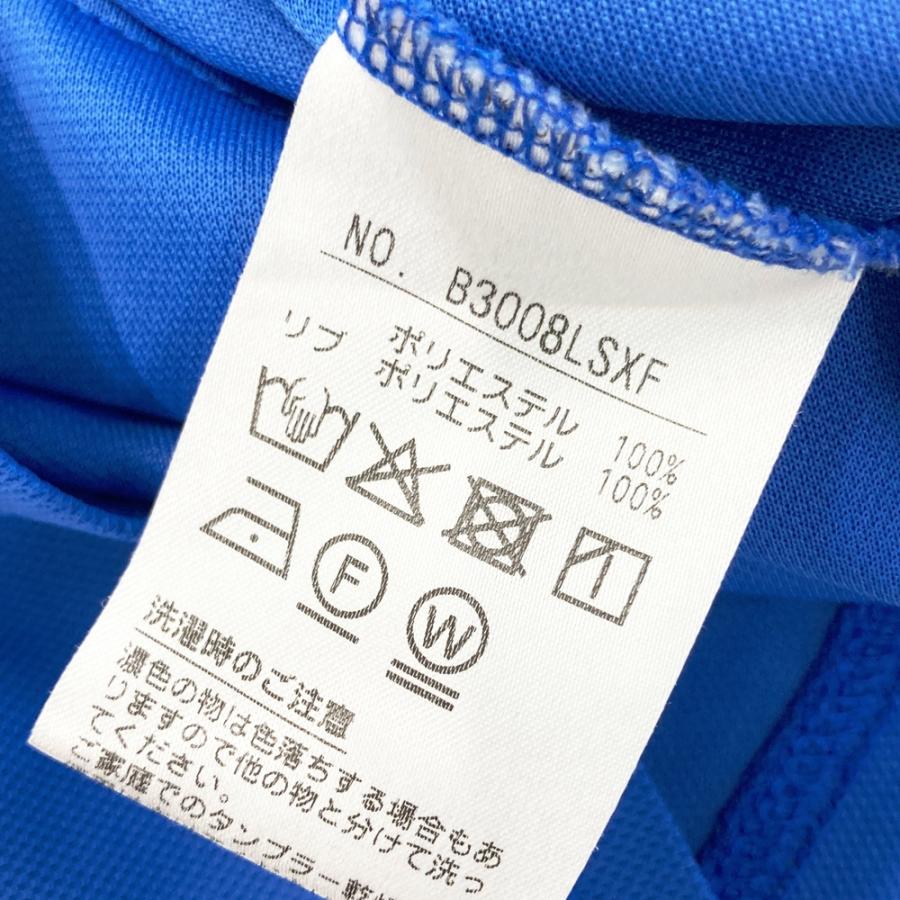 NO. B3008LSXF
ポリエステル 100%
リブ ポリエステル 100%
F
W
洗濯時のご注意
濃色の物は色落ちする場合もあ
りますので他の物と分けて洗っ
てください。
ご家庭でのタンブラー乾燥